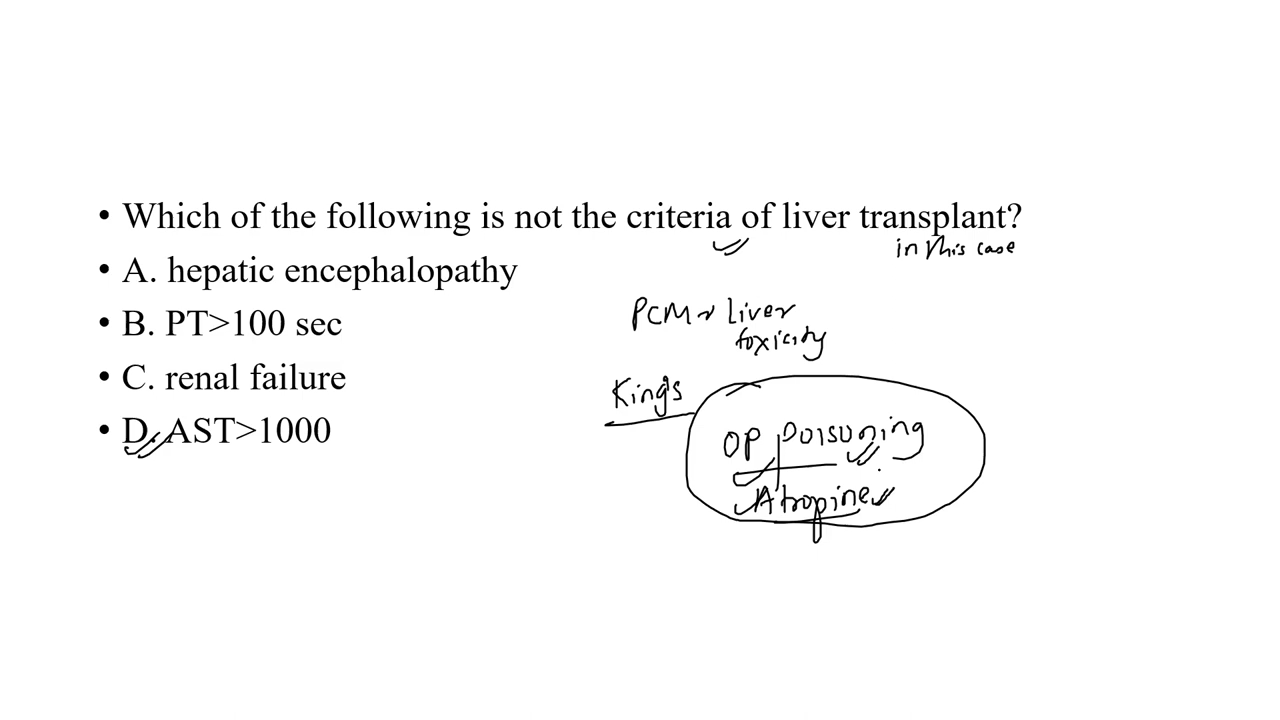 • Which of the following is not the criteria of liver transplant?
in this case
• A. hepatic encephalopathy
PCM liver
toxicity
• B. PT>100 sec
• C. renal failure
King's
• D. AST>1000
OP poisoning
Atropine